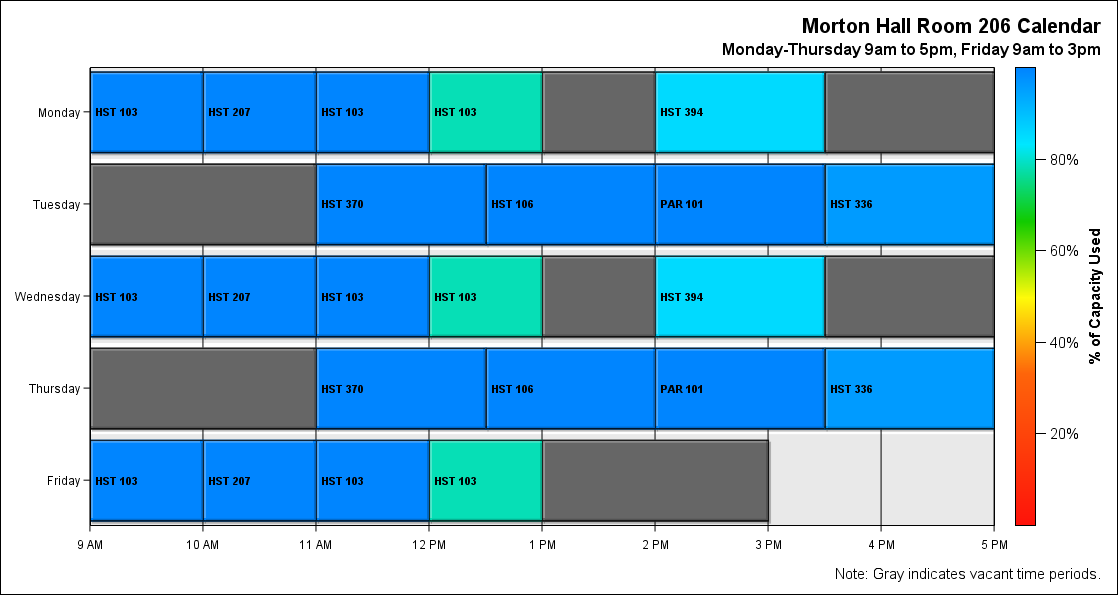 Morton Hall Room 206 Calendar
Monday-Thursday 9am to 5pm, Friday 9am to 3pm
Monday HST 103 HST 207 HST 103 HST 103 HST 394
Tuesday HST 370 HST 106 PAR 101 HST 336
Wednesday HST 103 HST 207 HST 103 HST 103 HST 394
Thursday HST 370 HST 106 PAR 101 HST 336
Friday HST 103 HST 207 HST 103 HST 103
9 AM 10 AM 11 AM 12 PM 1 PM 2 PM 3 PM 4 PM 5 PM
80%
60%
40%
20%
% of Capacity Used
Note: Gray indicates vacant time periods.